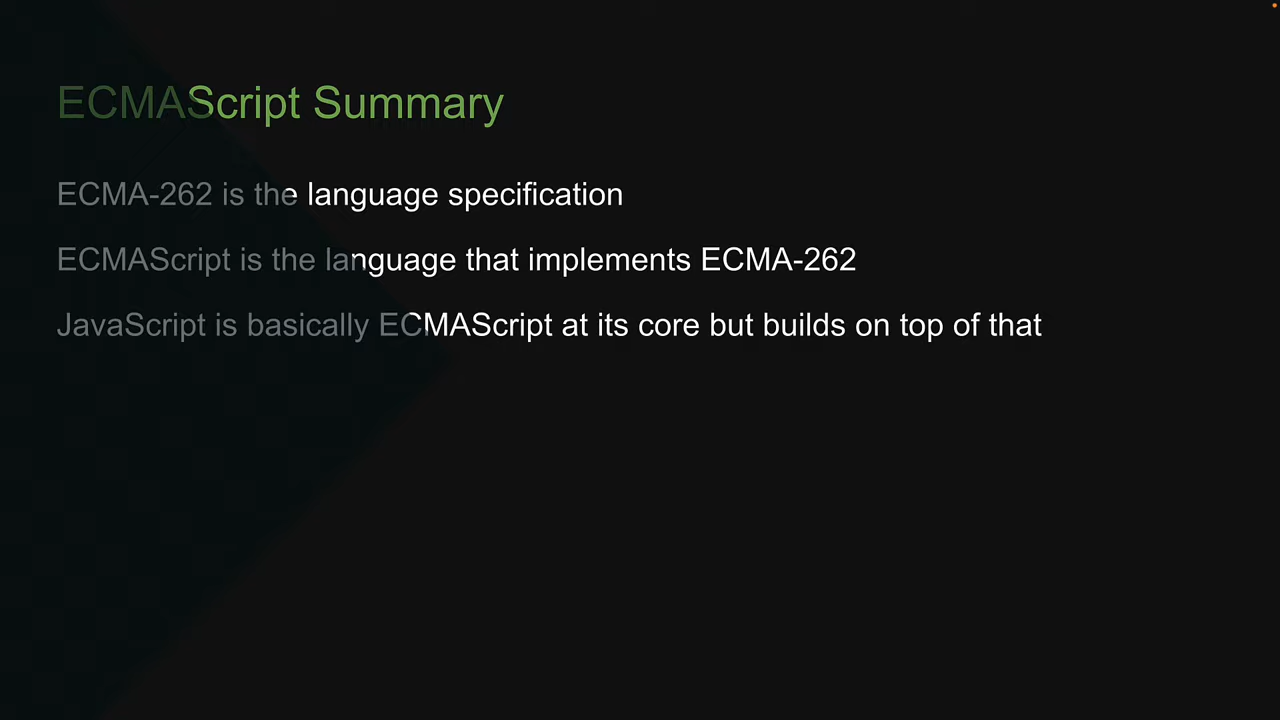 ECMAScript Summary
ECMA-262 is the language specification
ECMAScript is the language that implements ECMA-262
JavaScript is basically ECMAScript at its core but builds on top of that